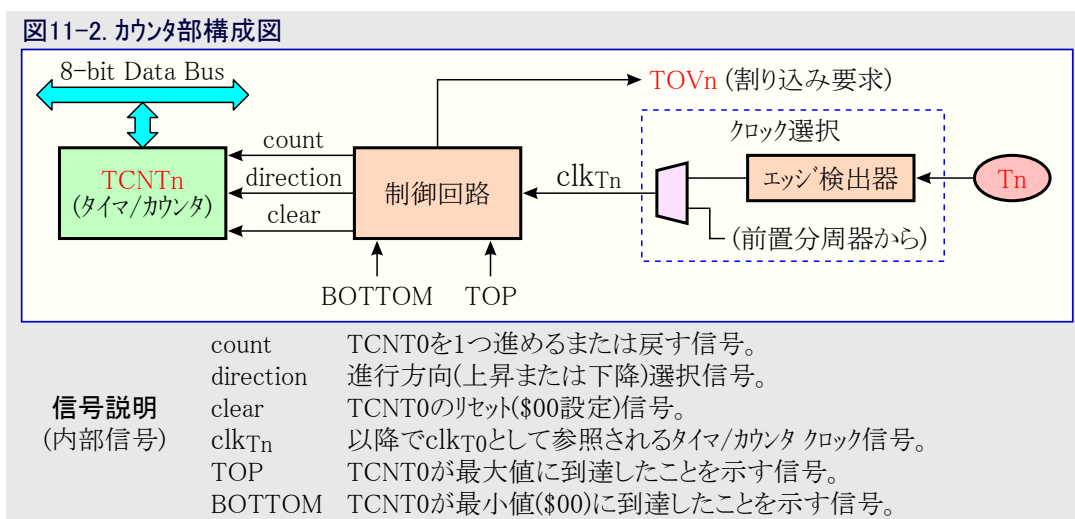 図11-2. カウンタ部構成図
8-bit Data Bus
TOVn (割り込み要求)
クロック選択
count
direction
clear
TCNTn
(タイマ/カウンタ)
制御回路
clkTn
エッジ検出器
Tn
(前置分周器から)
BOTTOM TOP
信号説明
(内部信号)
count TCNT0を1つ進めるまたは戻す信号。
direction 進行方向(上昇または下降)選択信号。
clear TCNT0のリセット($00設定)信号。
clkTn 以降でclkT0として参照されるタイマ/カウンタ クロック信号。
TOP TCNT0が最大値に到達したことを示す信号。
BOTTOM TCNT0が最小値($00)に到達したことを示す信号。